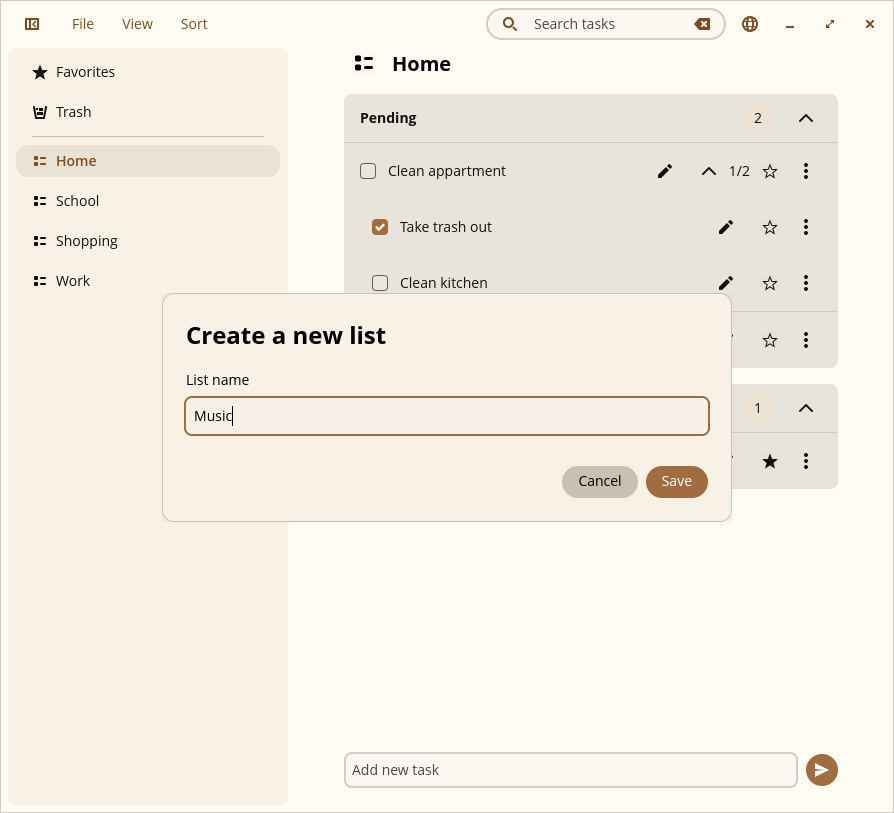 File View Sort Search tasks
Favorites
Trash
Home
School
Shopping
Work
Home
Pending 2
Clean appartment 1/2
Take trash out
Clean kitchen
1
Create a new list
List name
Music
Cancel Save
Add new task